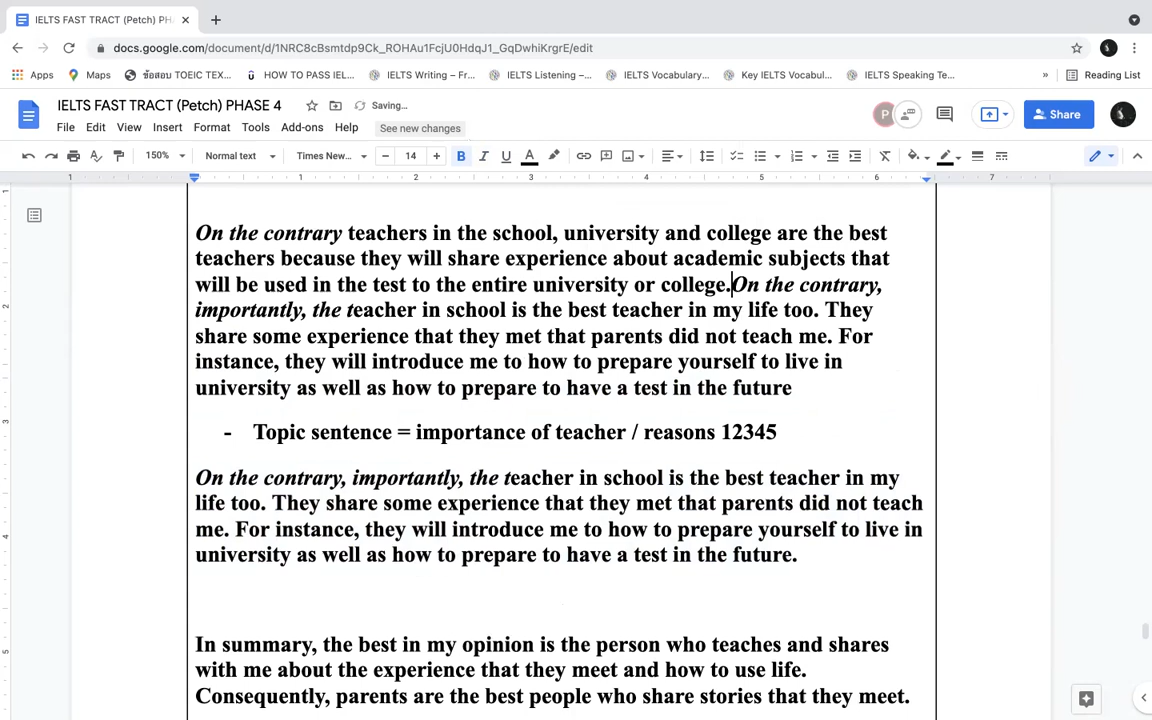 IELTS FAST TRACT (Petch) PH
docs.google.com/document/d/1NRC8cBsmtdp9Ck_ROHAu1FcjU0HdqJ1_GqDwhiKrgrE/edit
Apps Maps ข้อสอบ TOEIC TEX... HOW TO PASS IEL... IELTS Writing – Fr... IELTS Listening –... IELTS Vocabulary... Key IELTS Vocabul... IELTS Speaking Te... » Reading List
IELTS FAST TRACT (Petch) PHASE 4 Saving...
File Edit View Insert Format Tools Add-ons Help See new changes
P
Share
150% Normal text Times New... 14 B I U A
1 1 2 3 4 5 6 7
On the contrary teachers in the school, university and college are the best
teachers because they will share experience about academic subjects that
will be used in the test to the entire university or college.On the contrary,
importantly, the teacher in school is the best teacher in my life too. They
share some experience that they met that parents did not teach me. For
instance, they will introduce me to how to prepare yourself to live in
university as well as how to prepare to have a test in the future
- Topic sentence = importance of teacher / reasons 12345
On the contrary, importantly, the teacher in school is the best teacher in my
life too. They share some experience that they met that parents did not teach
me. For instance, they will introduce me to how to prepare yourself to live in
university as well as how to prepare to have a test in the future.
In summary, the best in my opinion is the person who teaches and shares
with me about the experience that they meet and how to use life.
Consequently, parents are the best people who share stories that they meet.
1
2
3
4
5